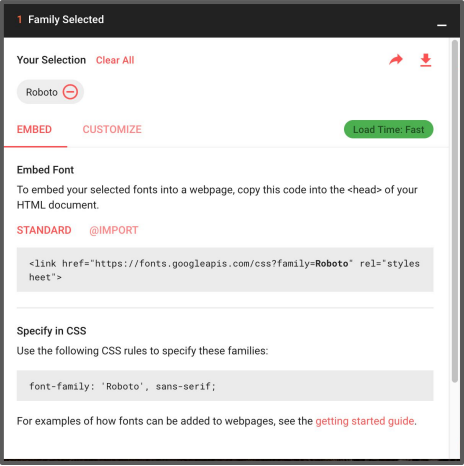 1 Family Selected
Your Selection Clear All
Roboto
EMBED CUSTOMIZE Load Time: Fast
Embed Font
To embed your selected fonts into a webpage, copy this code into the <head> of your
HTML document.
STANDARD @IMPORT
<link href="https://fonts.googleapis.com/css?family=Roboto" rel="styles
heet">
Specify in CSS
Use the following CSS rules to specify these families:
font-family: 'Roboto', sans-serif;
For examples of how fonts can be added to webpages, see the getting started guide.